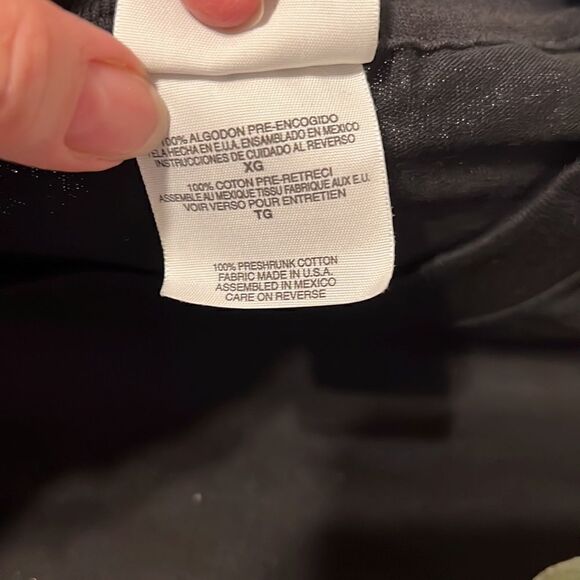 100% ALGODON PRE-ENCOGIDO
TELA HECHA EN E.U.A. ENSAMBLADO EN MEXICO
INSTRUCCIONES DE CUIDADO AL REVERSO
XG
100% COTON PRE-RETRECI
ASSEMBLE AU MEXIQUE TISSU FABRIQUE AUX E.U.
VOIR VERSO POUR ENTRETIEN
TG
100% PRESHRUNK COTTON
FABRIC MADE IN U.S.A.
ASSEMBLED IN MEXICO
CARE ON REVERSE